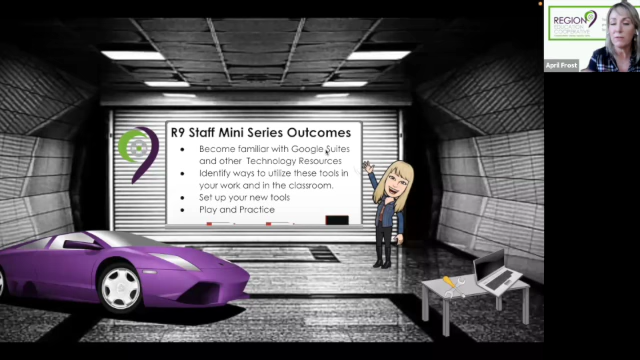 R9 Staff Mini Series Outcomes
• Become familiar with Google Suites
and other Technology Resources
• Identify ways to utilize these tools in
your work and in the classroom.
• Set up your new tools
• Play and Practice
REGION 9
EDUCATION
COOPERATIVE
April Frost